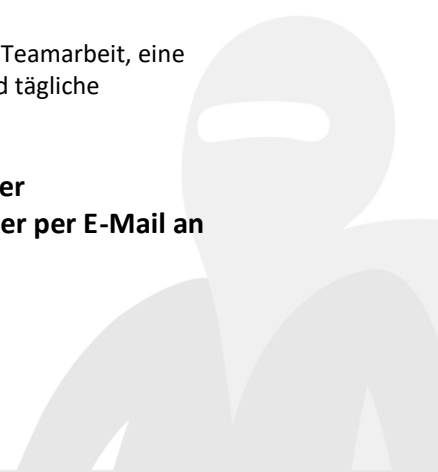 Teamarbeit, eine
d tägliche
er
er per E-Mail an